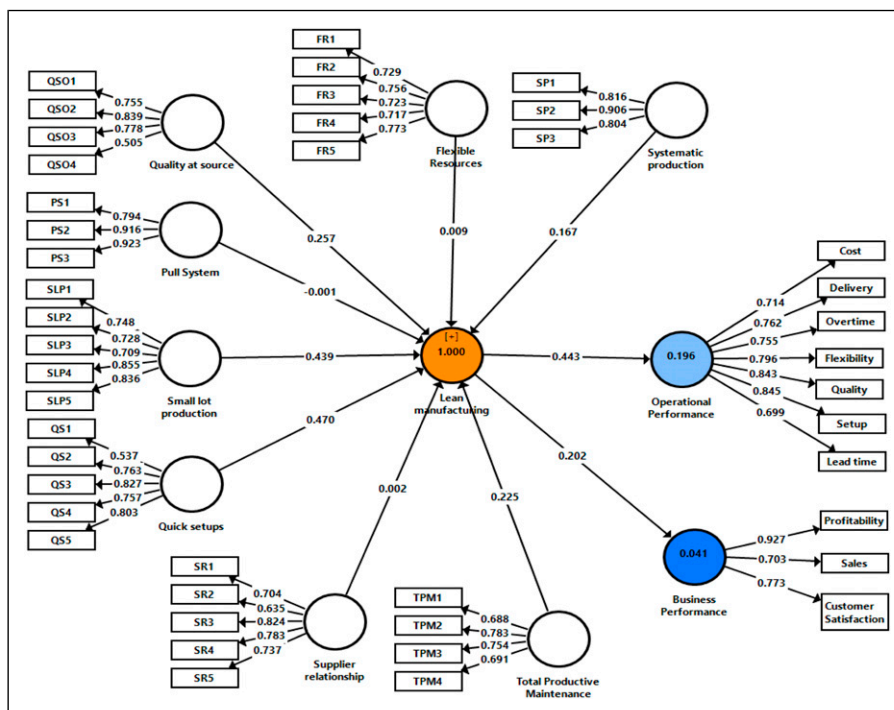 FR1
FR2
FR3
FR4
FR5
0.729
0.756
0.723
0.717
0.773
Flexible
Resources
SP1
SP2
SP3
0.816
0.906
0.804
Systematic
production
QSO1
QSO2
QSO3
QSO4
0.755
0.839
0.778
0.505
Quality at source
PS1
PS2
PS3
0.794
0.916
0.923
Pull System
SLP1
SLP2
SLP3
SLP4
SLP5
0.748
0.728
0.709
0.855
0.836
Small lot
production
QS1
QS2
QS3
QS4
QS5
0.537
0.763
0.827
0.757
0.803
Quick setups
SR1
SR2
SR3
SR4
SR5
0.704
0.635
0.824
0.783
0.737
Supplier
relationship
TPM1
TPM2
TPM3
TPM4
0.688
0.783
0.754
0.691
Total Productive
Maintenance
0.257
0.009
0.167
-0.001
0.439
0.470
0.002
0.225
[+]
1.000
Lean
manufacturing
0.443
0.202
0.196
Operational
Performance
0.714
0.762
0.755
0.796
0.843
0.845
0.699
Cost
Delivery
Overtime
Flexibility
Quality
Setup
Lead time
0.041
Business
Performance
0.927
0.703
0.773
Profitability
Sales
Customer
Satisfaction